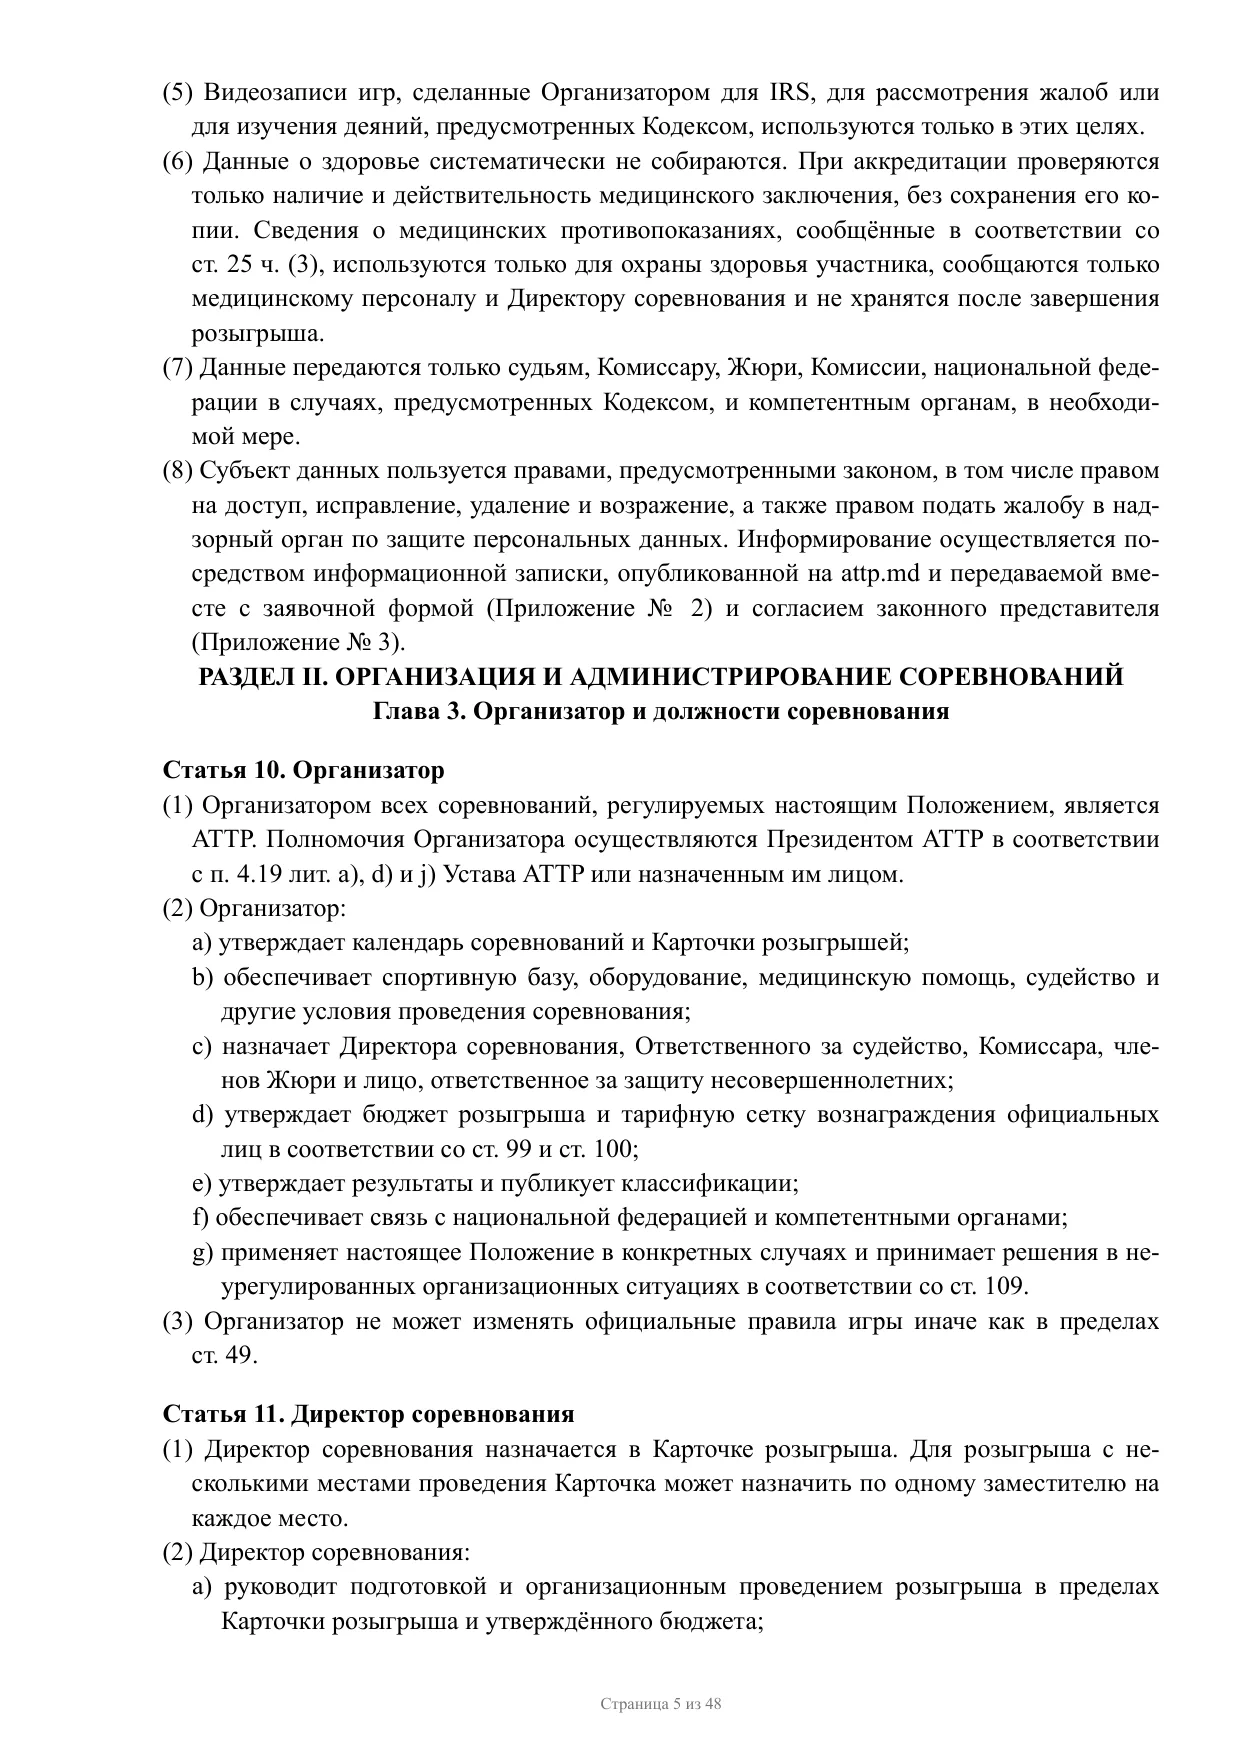 (5) Видеозаписи игр, сделанные Организатором для IRS, для рассмотрения жалоб или
для изучения деяний, предусмотренных Кодексом, используются только в этих целях.
(6) Данные о здоровье систематически не собираются. При аккредитации проверяются
только наличие и действительность медицинского заключения, без сохранения его ко-
пии. Сведения о медицинских противопоказаниях, сообщённые в соответствии со
ст. 25 ч. (3), используются только для охраны здоровья участника, сообщаются только
медицинскому персоналу и Директору соревнования и не хранятся после завершения
розыгрыша.
(7) Данные передаются только судьям, Комиссару, Жюри, Комиссии, национальной феде-
рации в случаях, предусмотренных Кодексом, и компетентным органам, в необходи-
мой мере.
(8) Субъект данных пользуется правами, предусмотренными законом, в том числе правом
на доступ, исправление, удаление и возражение, а также правом подать жалобу в над-
зорный орган по защите персональных данных. Информирование осуществляется по-
средством информационной записки, опубликованной на attp.md и передаваемой вме-
сте с заявочной формой (Приложение № 2) и согласием законного представителя
(Приложение № 3).
РАЗДЕЛ II. ОРГАНИЗАЦИЯ И АДМИНИСТРИРОВАНИЕ СОРЕВНОВАНИЙ
Глава 3. Организатор и должности соревнования
Статья 10. Организатор
(1) Организатором всех соревнований, регулируемых настоящим Положением, является
АТТР. Полномочия Организатора осуществляются Президентом АТТР в соответствии
с п. 4.19 лит. a), d) и j) Устава АТТР или назначенным им лицом.
(2) Организатор:
a) утверждает календарь соревнований и Карточки розыгрышей;
b) обеспечивает спортивную базу, оборудование, медицинскую помощь, судейство и
другие условия проведения соревнования;
c) назначает Директора соревнования, Ответственного за судейство, Комиссара, чле-
нов Жюри и лицо, ответственное за защиту несовершеннолетних;
d) утверждает бюджет розыгрыша и тарифную сетку вознаграждения официальных
лиц в соответствии со ст. 99 и ст. 100;
e) утверждает результаты и публикует классификации;
f) обеспечивает связь с национальной федерацией и компетентными органами;
g) применяет настоящее Положение в конкретных случаях и принимает решения в не-
урегулированных организационных ситуациях в соответствии со ст. 109.
(3) Организатор не может изменять официальные правила игры иначе как в пределах
ст. 49.
Статья 11. Директор соревнования
(1) Директор соревнования назначается в Карточке розыгрыша. Для розыгрыша с не-
сколькими местами проведения Карточка может назначить по одному заместителю на
каждое место.
(2) Директор соревнования:
a) руководит подготовкой и организационным проведением розыгрыша в пределах
Карточки розыгрыша и утверждённого бюджета;
Страница 5 из 48